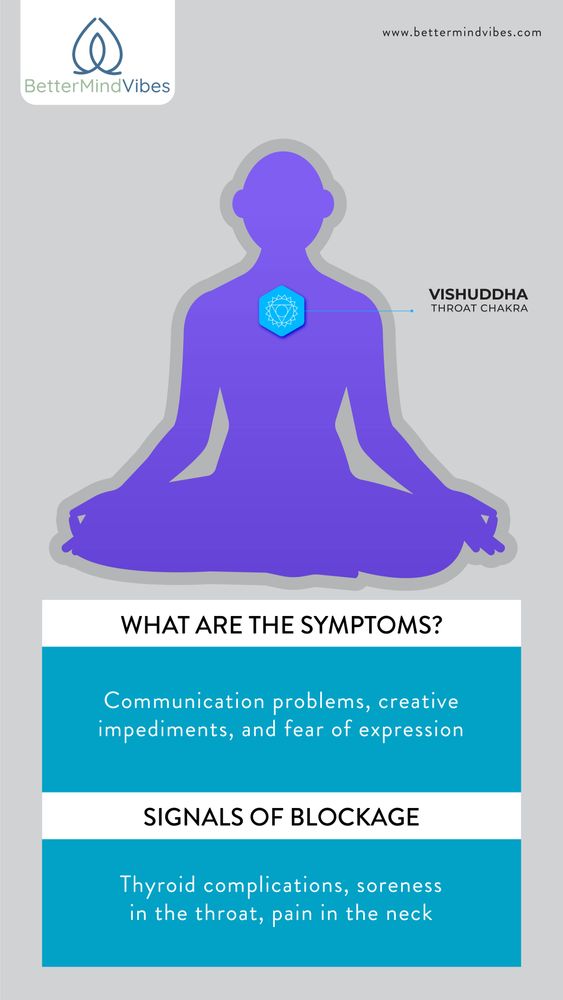 BetterMindVibes
www.bettermindvibes.com
VISHUDDHA
THROAT CHAKRA
WHAT ARE THE SYMPTOMS?
Communication problems, creative
impediments, and fear of expression
SIGNALS OF BLOCKAGE
Thyroid complications, soreness
in the throat, pain in the neck